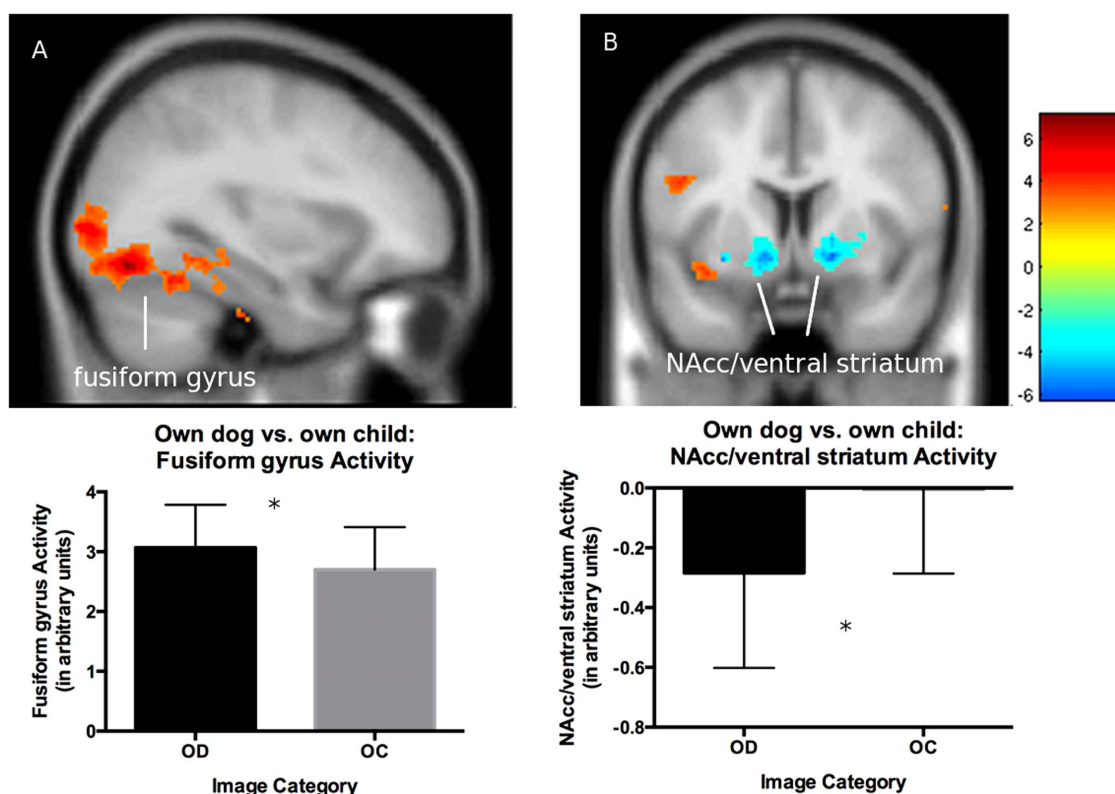 A
fusiform gyrus
B
NAcc/ventral striatum
6
4
2
0
-2
-4
-6
Own dog vs. own child:
Fusiform gyrus Activity
Fusiform gyrus Activity
(in arbitrary units)
4
3
2
1
0
*
OD
OC
Image Category
Own dog vs. own child:
NAcc/ventral striatum Activity
NAcc/ventral striatum Activity
(in arbitrary units)
0.0
-0.2
-0.4
-0.6
-0.8
*
OD
OC
Image Category